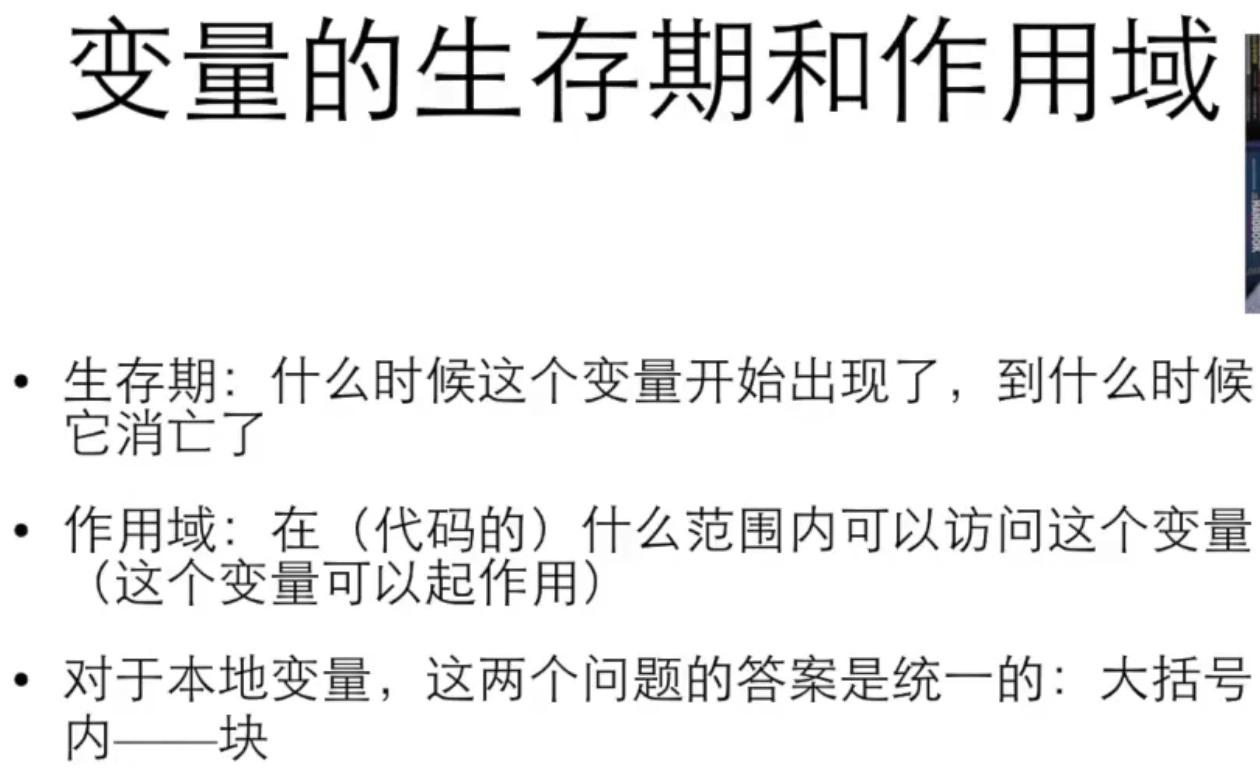 变量的生存期和作用域
• 生存期：什么时候这个变量开始出现了，到什么时候
它消亡了
• 作用域：在（代码的）什么范围内可以访问这个变量
（这个变量可以起作用）
• 对于本地变量，这两个问题的答案是统一的：大括号
内——块
HANDBOOK